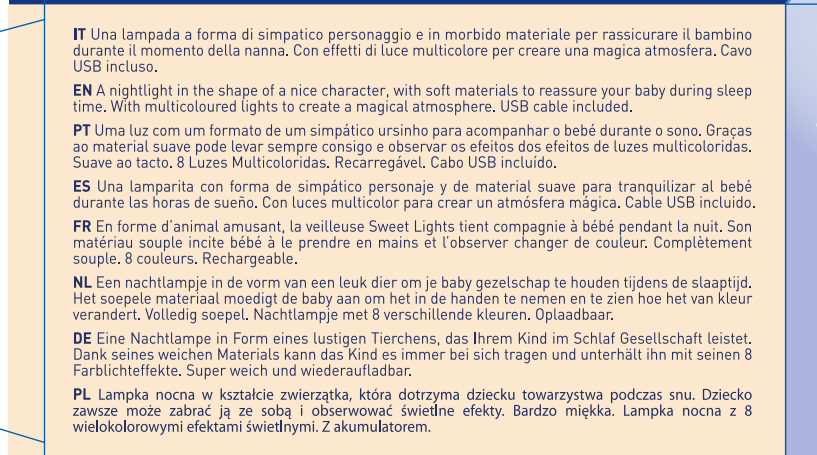 IT Una lampada a forma di simpatico personaggio e in morbido materiale per rassicurare il bambino
durante il momento della nanna. Con effetti di luce multicolore per creare una magica atmosfera. Cavo
USB incluso.
EN A nightlight in the shape of a nice character, with soft materials to reassure your baby during sleep
time. With multicoloured lights to create a magical atmosphere. USB cable included.
PT Uma luz com um formato de um simpático ursinho para acompanhar o bebé durante o sono. Graças
ao material suave pode levar sempre consigo e observar os efeitos dos efeitos de luzes multicoloridas.
Suave ao tacto. 8 Luzes Multicoloridas. Recarregável. Cabo USB incluído.
ES Una lamparita con forma de simpático personaje y de material suave para tranquilizar al bebé
durante las horas de sueño. Con luces multicolor para crear un atmósfera mágica. Cable USB incluido.
FR En forme d'animal amusant, la veilleuse Sweet Lights tient compagnie à bébé pendant la nuit. Son
matériau souple incite bébé à le prendre en mains et l'observer changer de couleur. Complètement
souple. 8 couleurs. Rechargeable.
NL Een nachtlampje in de vorm van een leuk dier om je baby gezelschap te houden tijdens de slaaptijd.
Het soepele materiaal moedigt de baby aan om het in de handen te nemen en te zien hoe het van kleur
verandert. Volledig soepel. Nachtlampje met 8 verschillende kleuren. Oplaadbaar.
DE Eine Nachtlampe in Form eines lustigen Tierchens, das Ihrem Kind im Schlaf Gesellschaft leistet.
Dank seines weichen Materials kann das Kind es immer bei sich tragen und unterhält ihn mit seinen 8
Farblichteffekte. Super weich und wiederaufladbar.
PL Lampka nocna w kształcie zwierzątka, która dotrzyma dziecku towarzystwa podczas snu. Dziecko
zawsze może zabrać ją ze sobą i obserwować świetlne efekty. Bardzo miękka. Lampka nocna z 8
wielokolorowymi efektami świetlnymi. Z akumulatorem.